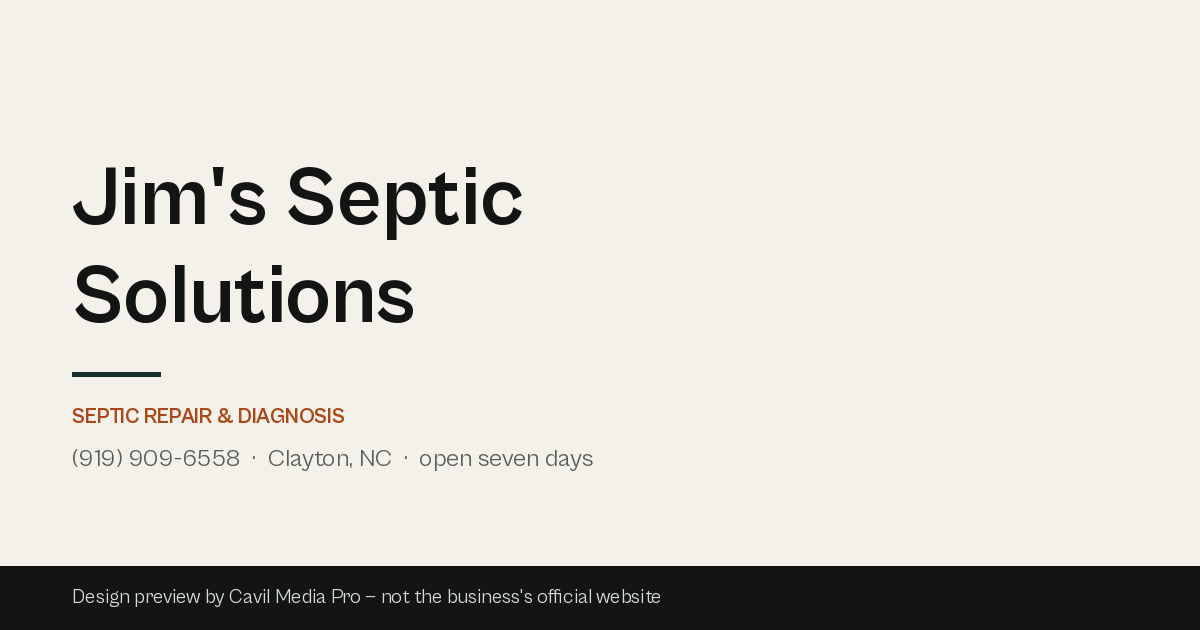 Jim's Septic
Solutions
SEPTIC REPAIR & DIAGNOSIS
(919) 909-6558 · Clayton, NC · open seven days
Design preview by Cavil Media Pro — not the business's official website